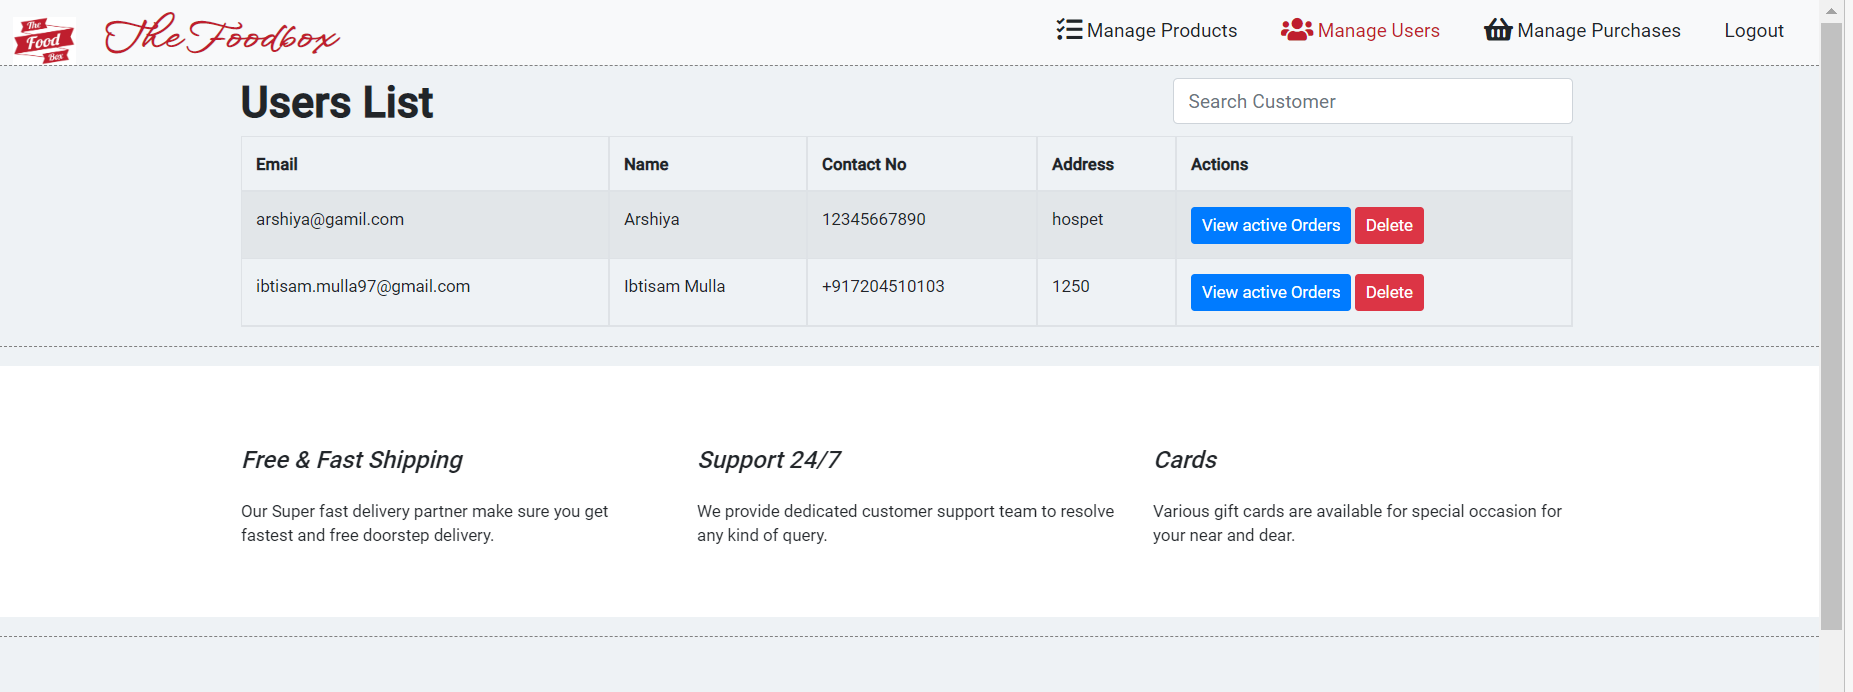 The
Food
Box
The Foodbox
Manage Products Manage Users Manage Purchases Logout
Users List
Search Customer
Email Name Contact No Address Actions
arshiya@gamil.com Arshiya 12345667890 hospet View active Orders Delete
ibtisam.mulla97@gmail.com Ibtisam Mulla +917204510103 1250 View active Orders Delete
Free & Fast Shipping
Our Super fast delivery partner make sure you get
fastest and free doorstep delivery.
Support 24/7
We provide dedicated customer support team to resolve
any kind of query.
Cards
Various gift cards are available for special occasion for
your near and dear.